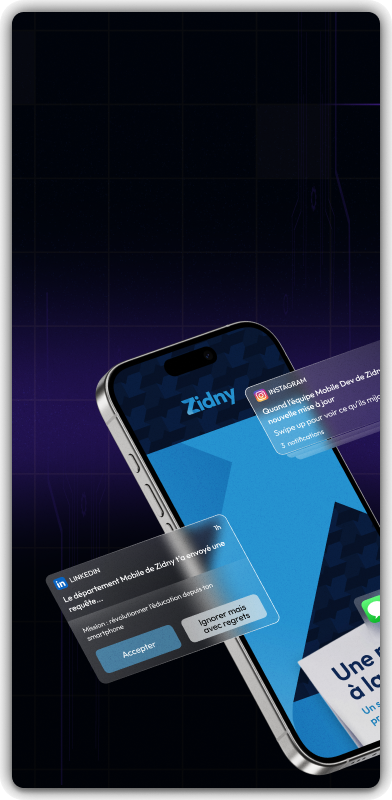 Zidny
INSTAGRAM
Quand l'équipe Mobile Dev de Zidn
nouvelle mise à jour
Swipe up pour voir ce qu'ils mijo
3 notifications
1h
LINKEDIN
Le département Mobile de Zidny t'a envoyé une
requête...
Mission : révolutionner l'éducation depuis ton
smartphone
Accepter
Ignorer mais
avec regrets
Une
à la
Un s
pr